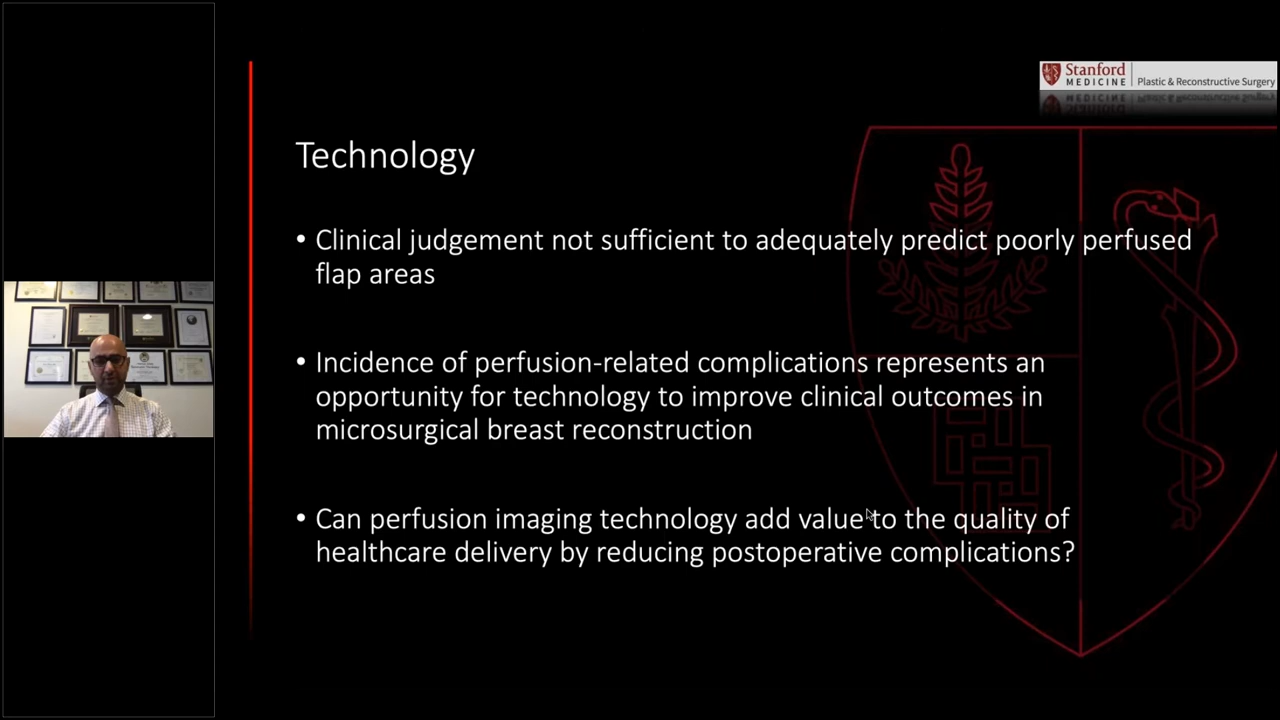 Stanford
MEDICINE
Plastic & Reconstructive Surgery
Technology
• Clinical judgement not sufficient to adequately predict poorly perfused
flap areas
• Incidence of perfusion-related complications represents an
opportunity for technology to improve clinical outcomes in
microsurgical breast reconstruction
• Can perfusion imaging technology add value to the quality of
healthcare delivery by reducing postoperative complications?